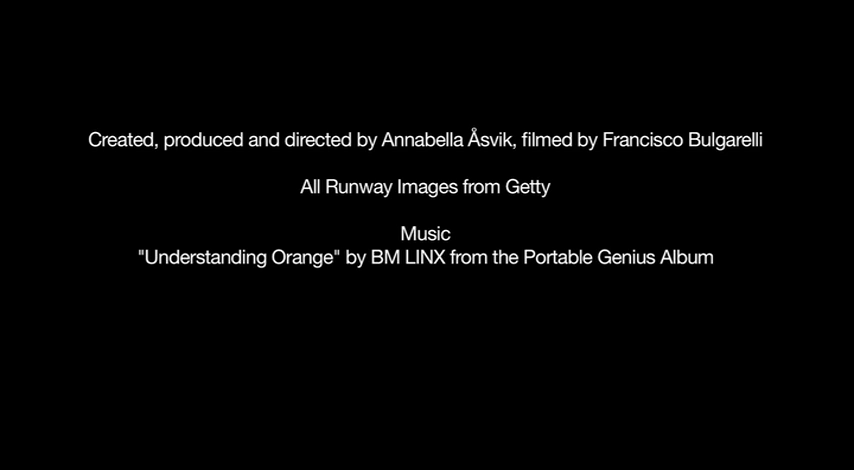 Created, produced and directed by Annabella Åsvik, filmed by Francisco Bulgarelli
All Runway Images from Getty
Music
"Understanding Orange" by BM LINX from the Portable Genius Album